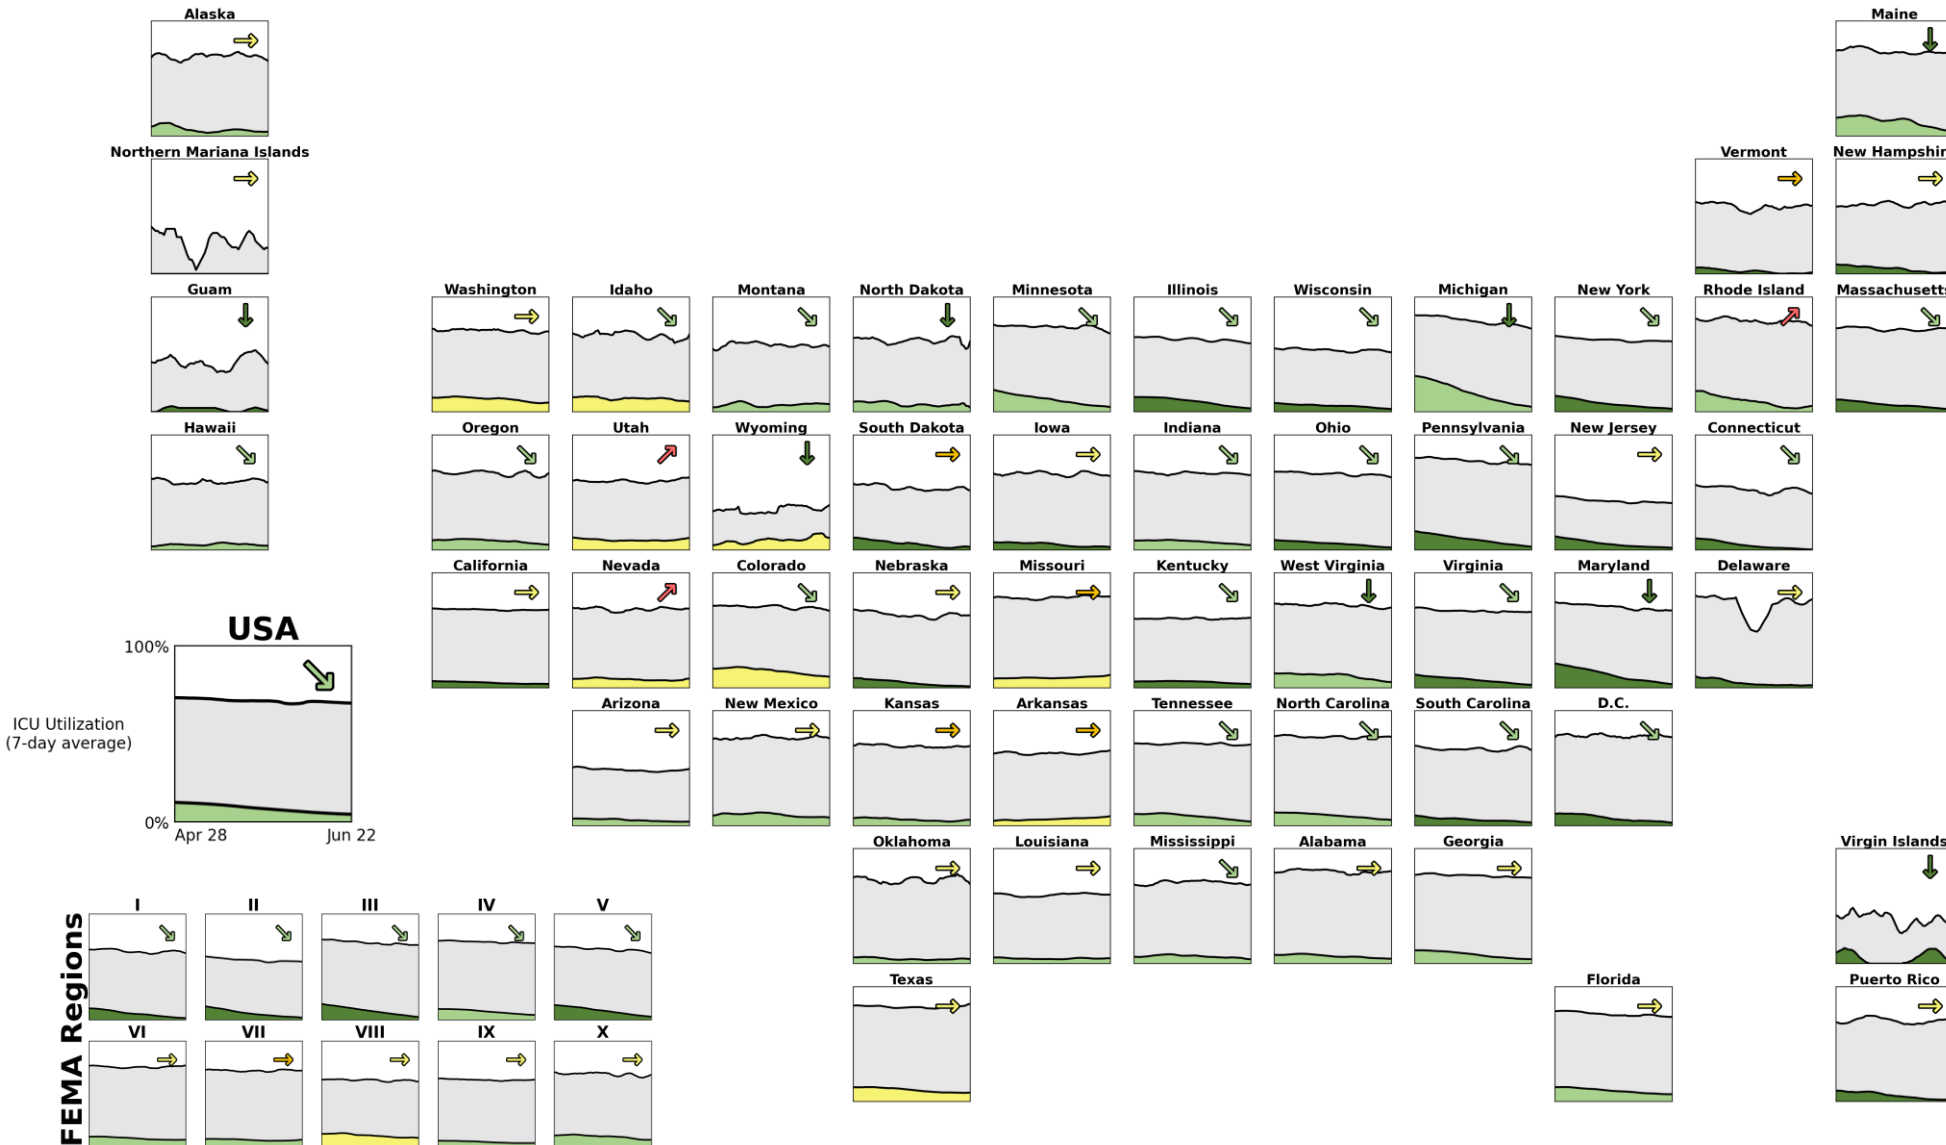 Alaska
Maine
Northern Mariana Islands
Vermont
New Hampshir
Guam
Washington
Idaho
Montana
North Dakota
Minnesota
Illinois
Wisconsin
Michigan
New York
Rhode Island
Massachusetts
Hawaii
Oregon
Utah
Wyoming
South Dakota
Iowa
Indiana
Ohio
Pennsylvania
New Jersey
Connecticut
California
Nevada
Colorado
Nebraska
Missouri
Kentucky
West Virginia
Virginia
Maryland
Delaware
USA
100%
ICU Utilization
(7-day average)
0%
Apr 28
Jun 22
Arizona
New Mexico
Kansas
Arkansas
Tennessee
North Carolina
South Carolina
D.C.
Oklahoma
Louisiana
Mississippi
Alabama
Georgia
Virgin Islands
Texas
Florida
Puerto Rico
FEMA Regions
I
II
III
IV
V
VI
VII
VIII
IX
X